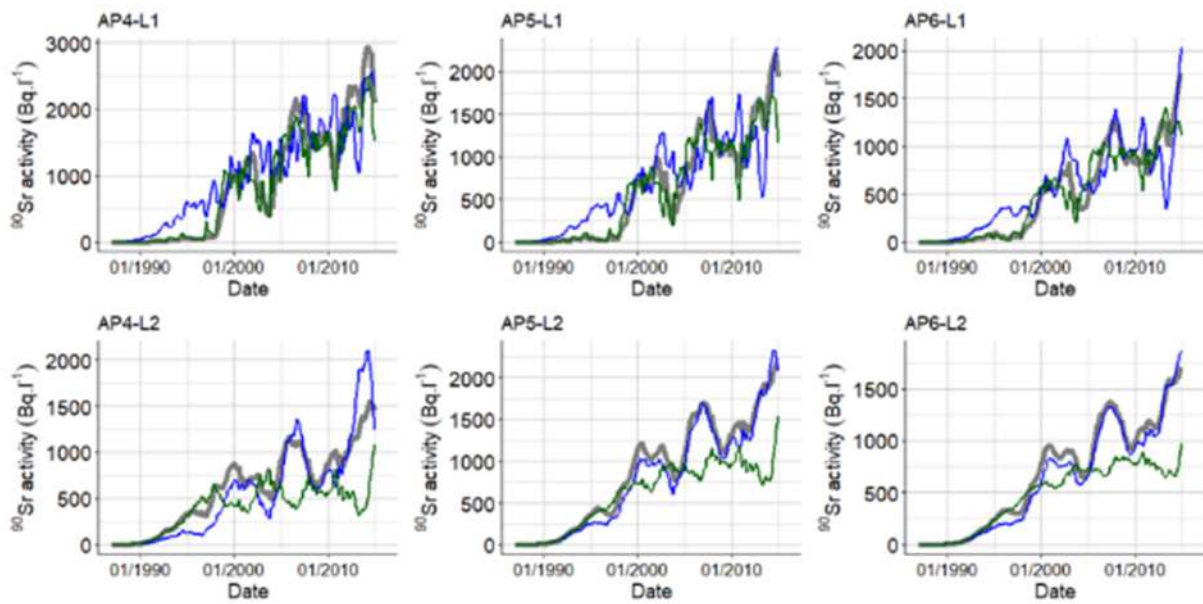 AP4-L1
AP5-L1
AP6-L1
⁹⁰Sr activity (Bq.l⁻¹)
3000
2000
1000
0
01/1990 01/2000 01/2010
Date
⁹⁰Sr activity (Bq.l⁻¹)
2000
1500
1000
500
0
01/1990 01/2000 01/2010
Date
⁹⁰Sr activity (Bq.l⁻¹)
2000
1500
1000
500
0
01/1990 01/2000 01/2010
Date
AP4-L2
AP5-L2
AP6-L2
⁹⁰Sr activity (Bq.l⁻¹)
2000
1500
1000
500
0
01/1990 01/2000 01/2010
Date
⁹⁰Sr activity (Bq.l⁻¹)
2000
1500
1000
500
0
01/1990 01/2000 01/2010
Date
⁹⁰Sr activity (Bq.l⁻¹)
1500
1000
500
0
01/1990 01/2000 01/2010
Date